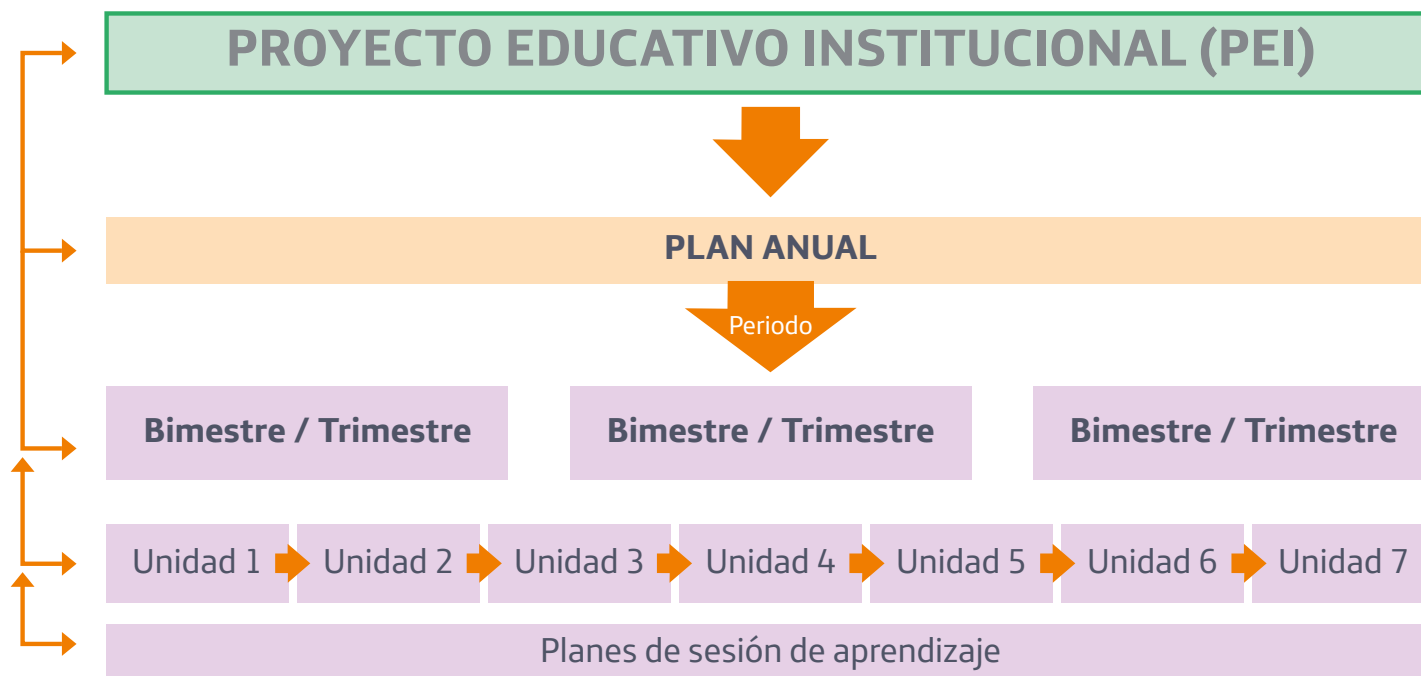 PROYECTO EDUCATIVO INSTITUCIONAL (PEI)
PLAN ANUAL
Periodo
Bimestre / Trimestre
Bimestre / Trimestre
Bimestre / Trimestre
Unidad 1
Unidad 2
Unidad 3
Unidad 4
Unidad 5
Unidad 6
Unidad 7
Planes de sesión de aprendizaje